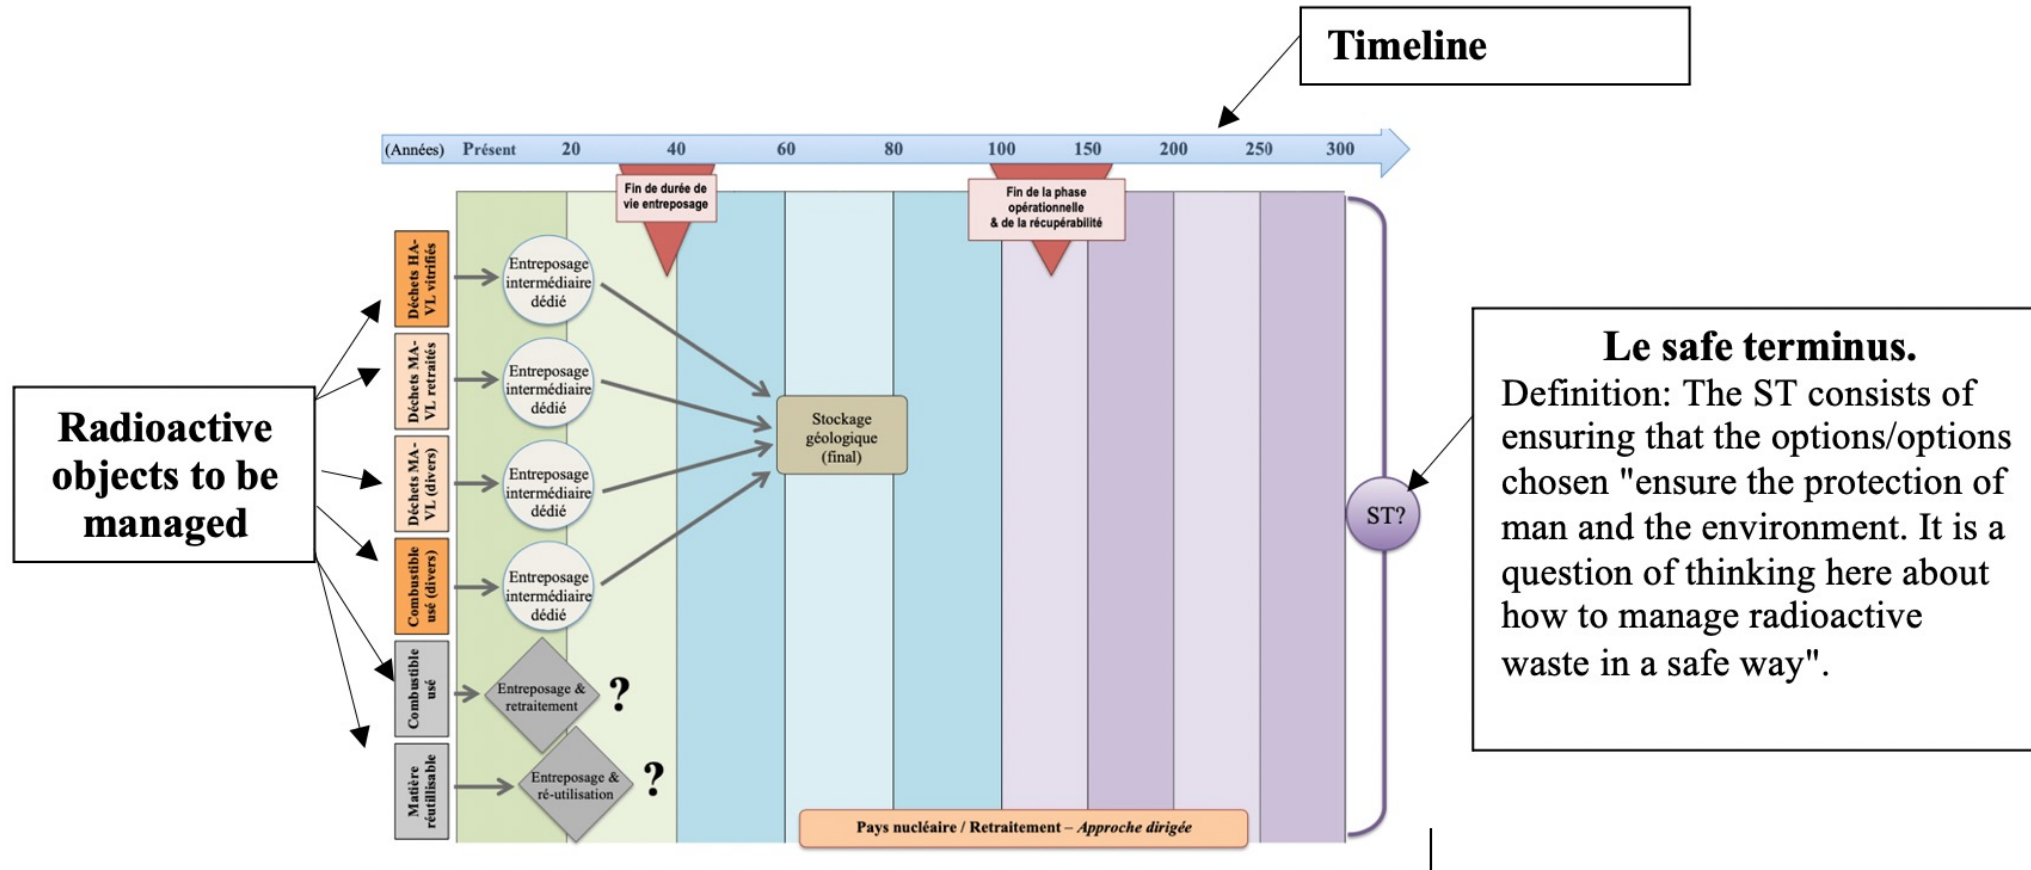 Timeline
(Années) Présent 20 40 60 80 100 150 200 250 300
Fin de durée de
vie entreposage
Fin de la phase
opérationnelle
& de la récupérabilité
Radioactive
objects to be
managed
Déchets HA-
VL vitrifiés
Entreposage
intermédiaire
dédié
Déchets MA-
VL retraités
Entreposage
intermédiaire
dédié
Déchets MA-
VL (divers)
Entreposage
intermédiaire
dédié
Combustible
usé (divers)
Entreposage
intermédiaire
dédié
Combustible
usé
Entreposage &
retraitement
?
Matière
réutillisable
Entreposage &
ré-utilisation
?
Stockage
géologique
(final)
Pays nucléaire / Retraitement – Approche dirigée
ST?
Le safe terminus.
Definition: The ST consists of
ensuring that the options/options
chosen "ensure the protection of
man and the environment. It is a
question of thinking here about
how to manage radioactive
waste in a safe way".